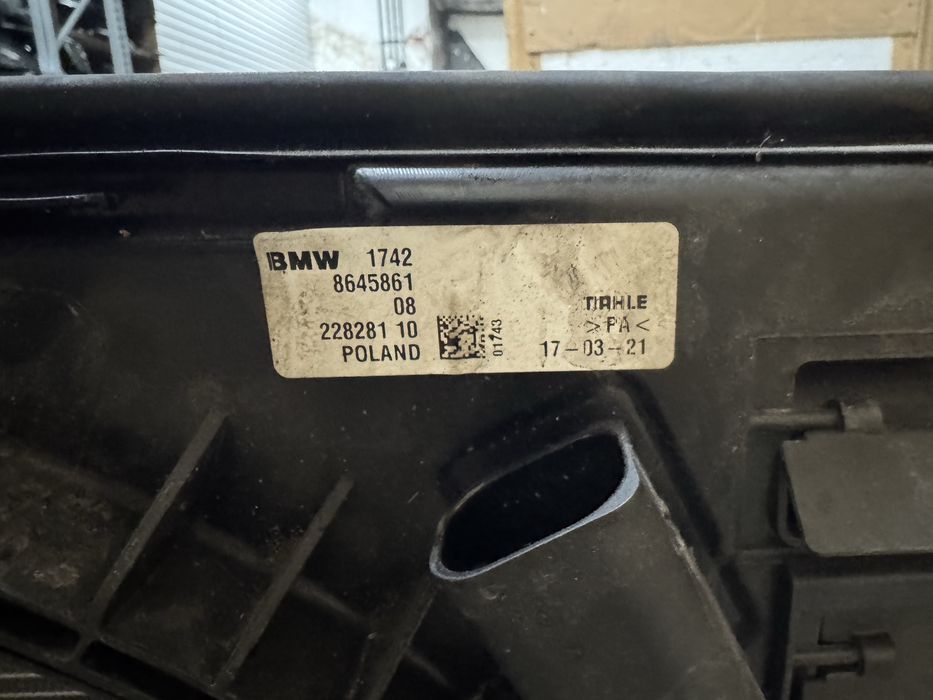 BMW 1742
8645861
08
228281 10
POLAND
01743
MAHLE
>PA<
17-03-21